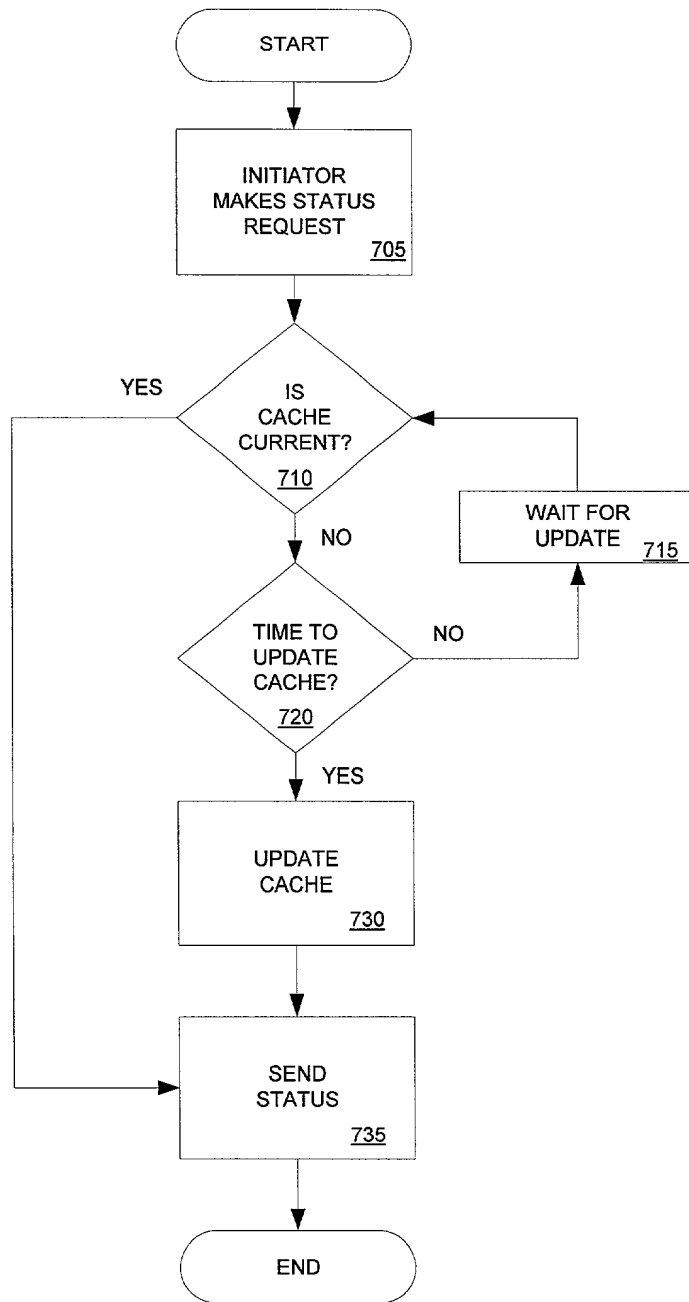 START
INITIATOR
MAKES STATUS
REQUEST
705
YES
IS
CACHE
CURRENT?
710
NO
WAIT FOR
UPDATE
715
TIME TO
UPDATE
CACHE?
720
NO
YES
UPDATE
CACHE
730
SEND
STATUS
735
END